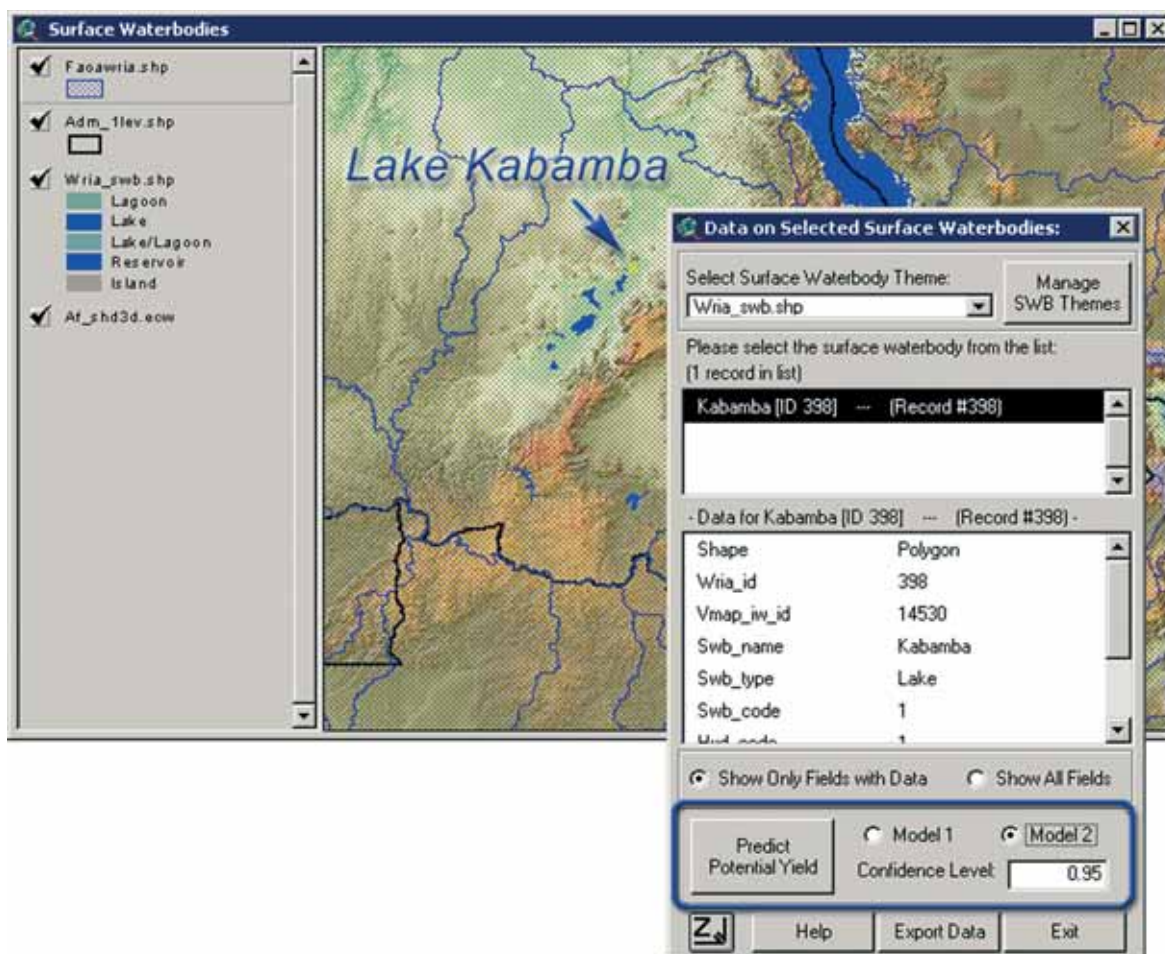 Surface Waterbodies
Faoawria.shp
Adm_1lev.shp
Wria_swb.shp
Lagoon
Lake
Lake/Lagoon
Reservoir
Island
Af_shd3d.ecw
Lake Kabamba
Data on Selected Surface Waterbodies:
Select Surface Waterbody Theme:
Wria_swb.shp
Manage
SWB Themes
Please select the surface waterbody from the list:
(1 record in list)
Kabamba [ID 398] --- (Record #398)
- Data for Kabamba [ID 398] --- (Record #398) -
Shape Polygon
Wria_id 398
Vmap_iw_id 14530
Swb_name Kabamba
Swb_type Lake
Swb_code 1
Show Only Fields with Data Show All Fields
Predict
Potential Yield
Model 1 Model 2
Confidence Level: 0.95
Help Export Data Exit